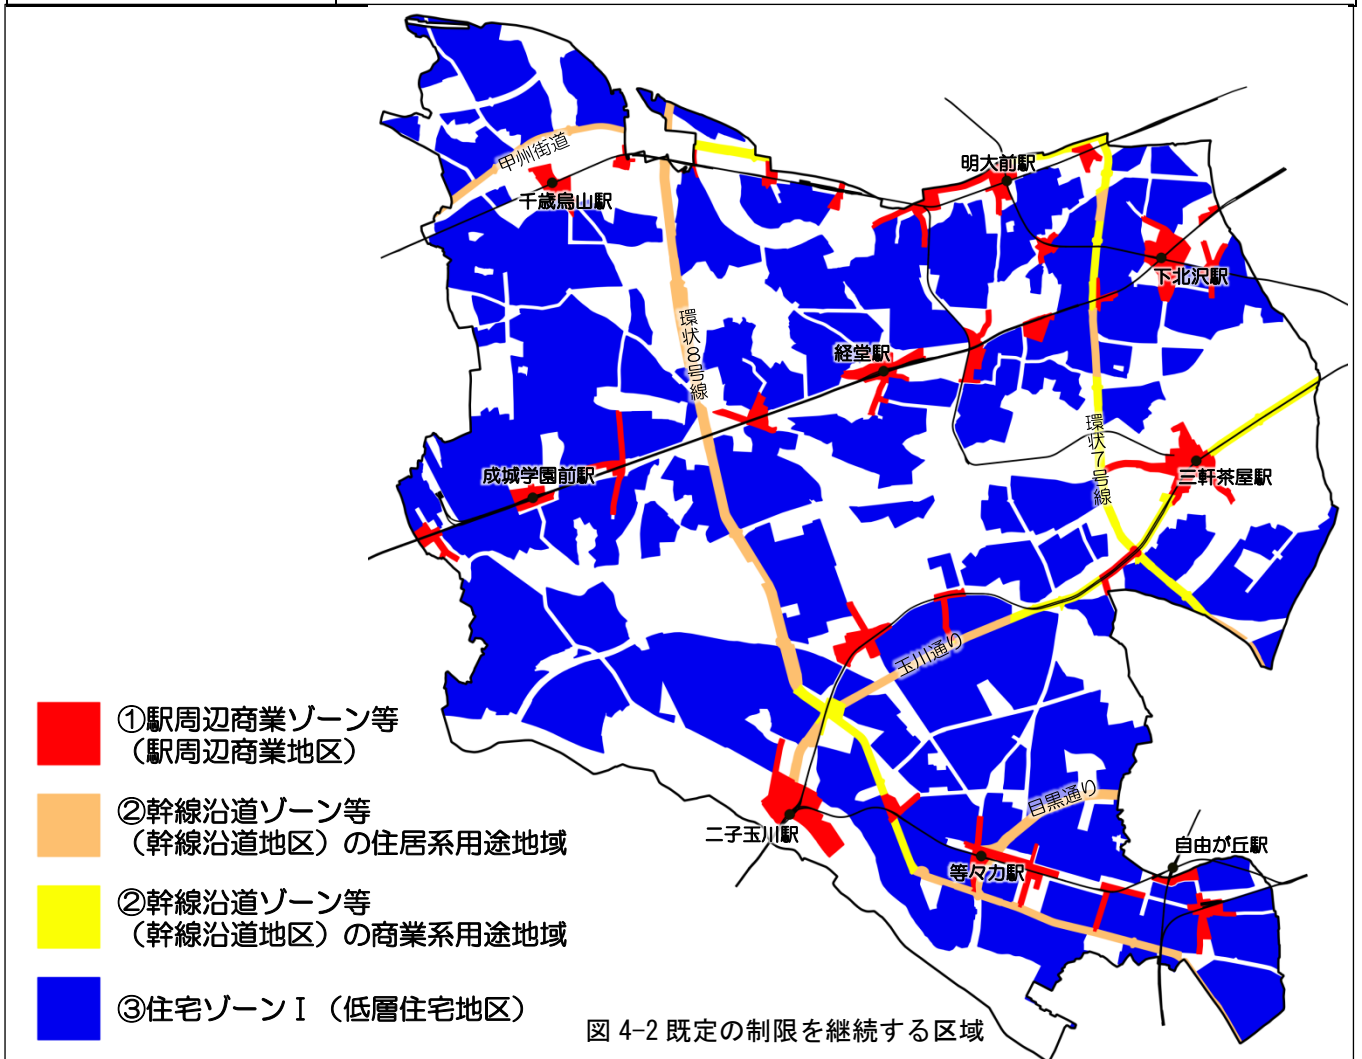 甲州街道
千歳烏山駅
明大前駅
下北沢駅
環状8号線
経堂駅
環状7号線
成城学園前駅
三軒茶屋駅
玉川通り
目黒通り
二子玉川駅
等々力駅
自由が丘駅
①駅周辺商業ゾーン等
（駅周辺商業地区）
②幹線沿道ゾーン等
（幹線沿道地区）の住居系用途地域
②幹線沿道ゾーン等
（幹線沿道地区）の商業系用途地域
③住宅ゾーンⅠ（低層住宅地区）
図 4-2 既定の制限を継続する区域